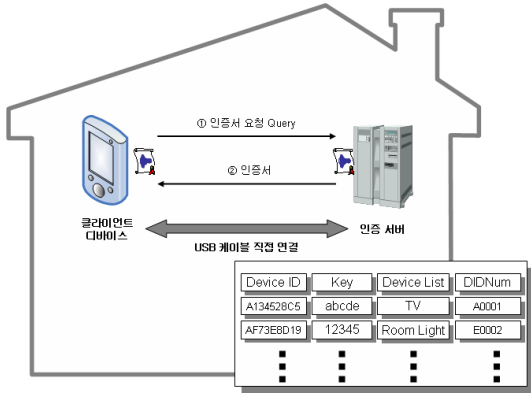 ① 인증서 요청 Query
② 인증서
클라이언트
디바이스
인증 서버
USB 케이블 직접 연결
Device ID Key Device List DIDNum
A134528C5 abcde TV A0001
AF73E8D19 12345 Room Light E0002